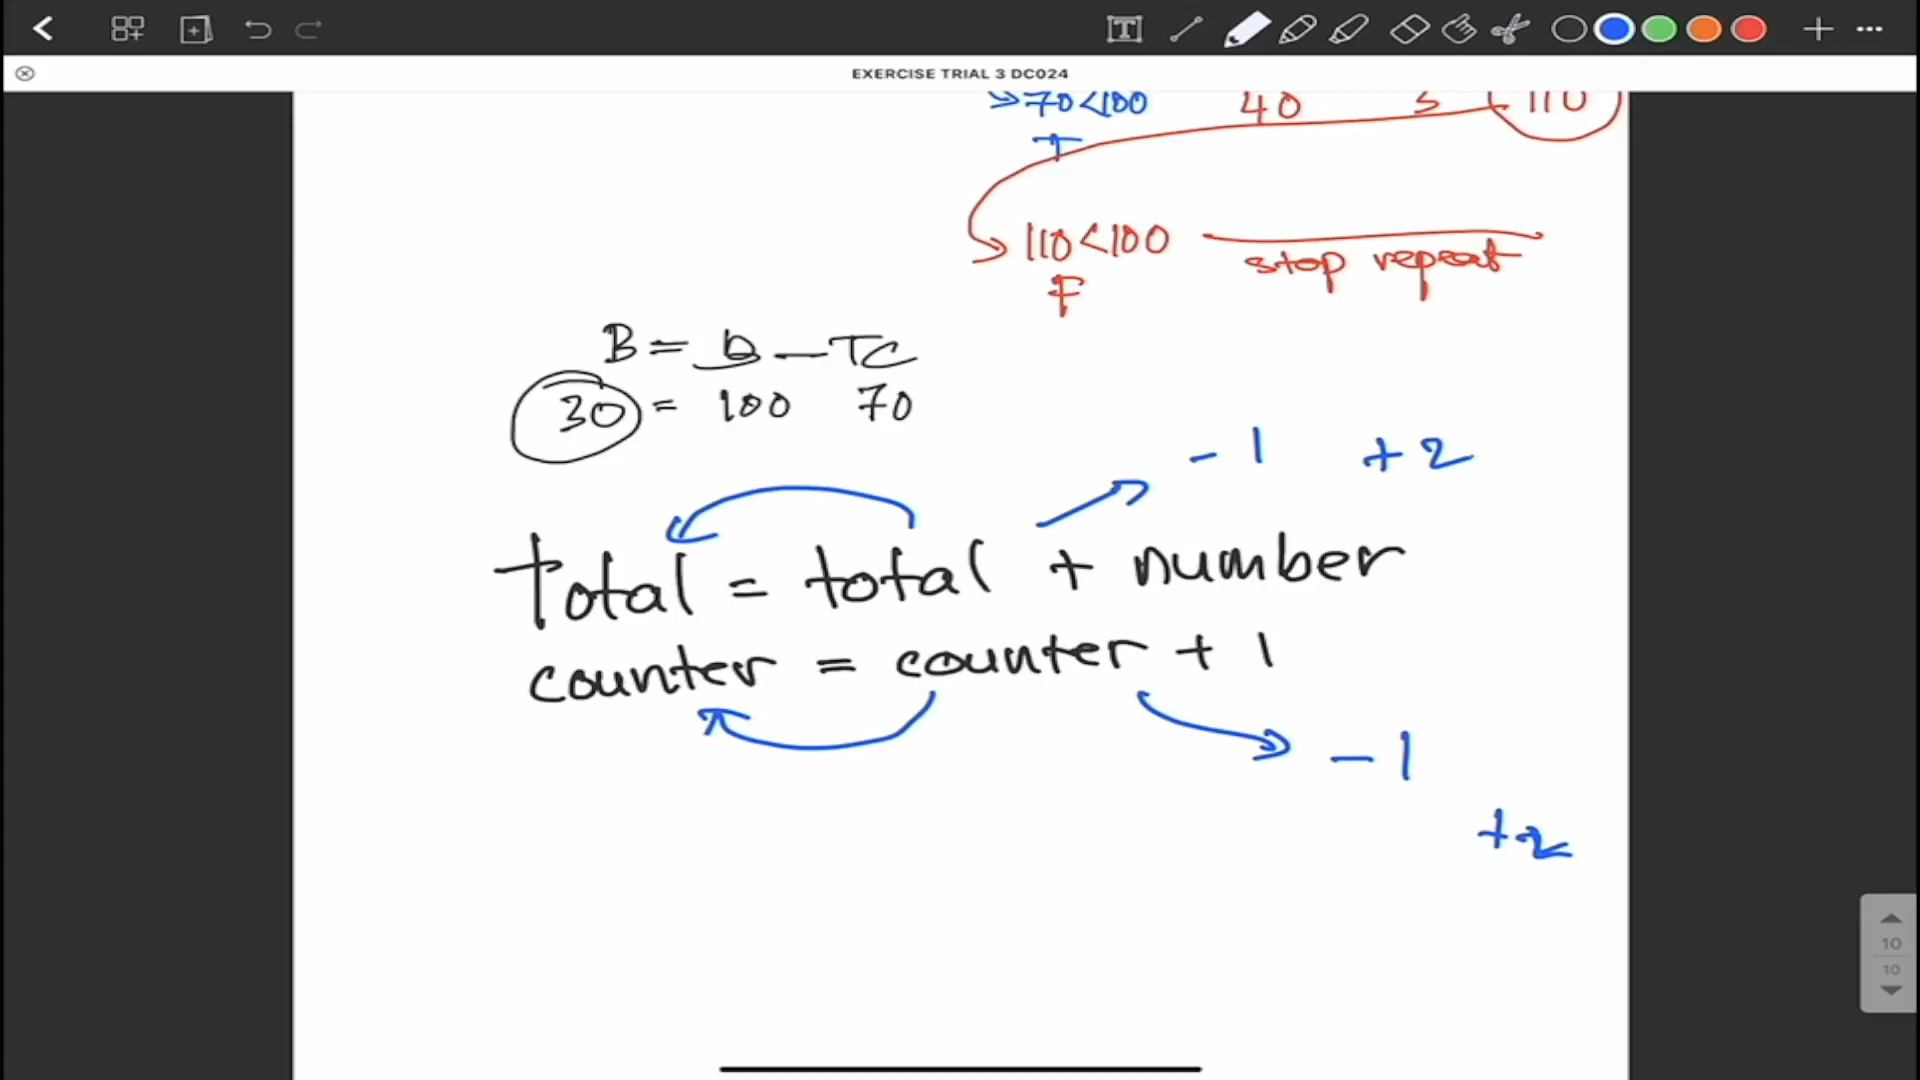 EXERCISE TRIAL 3 DC024
70<100 40 3 110
T
110<100
stop repeat
F
B = D - TC
30 = 100 70
- 1 + 2
Total = total + number
counter = counter + 1
- 1
+2
10
10